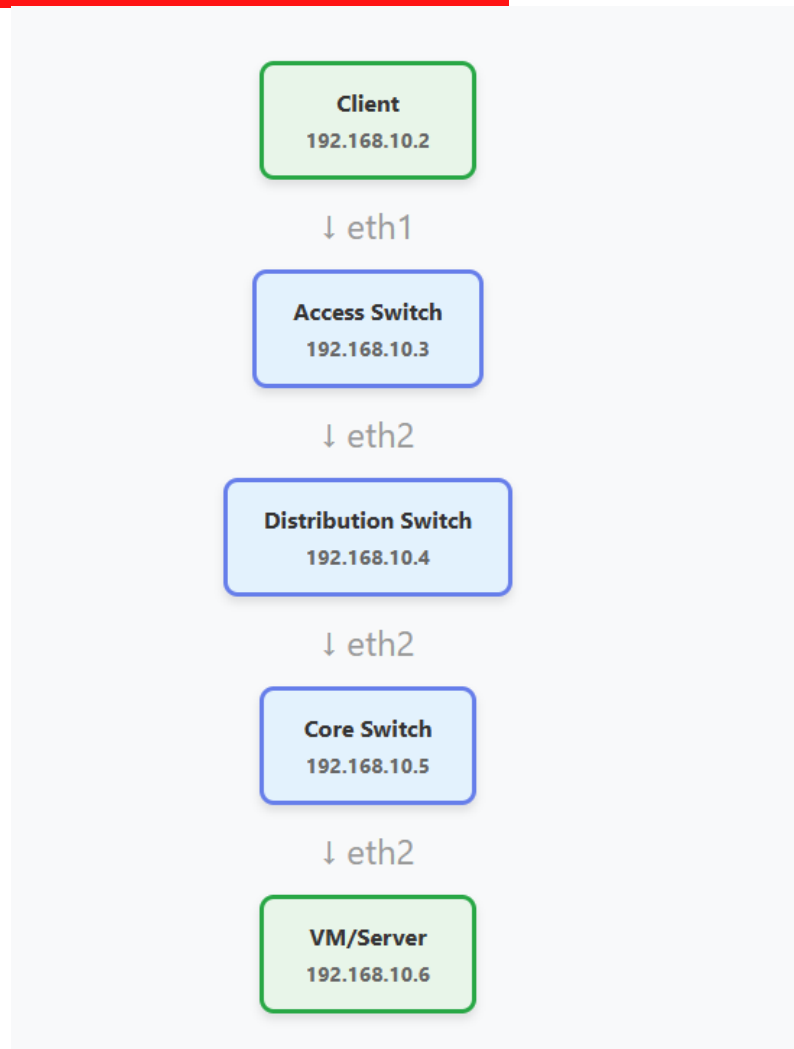 Client
192.168.10.2
↓ eth1
Access Switch
192.168.10.3
↓ eth2
Distribution Switch
192.168.10.4
↓ eth2
Core Switch
192.168.10.5
↓ eth2
VM/Server
192.168.10.6